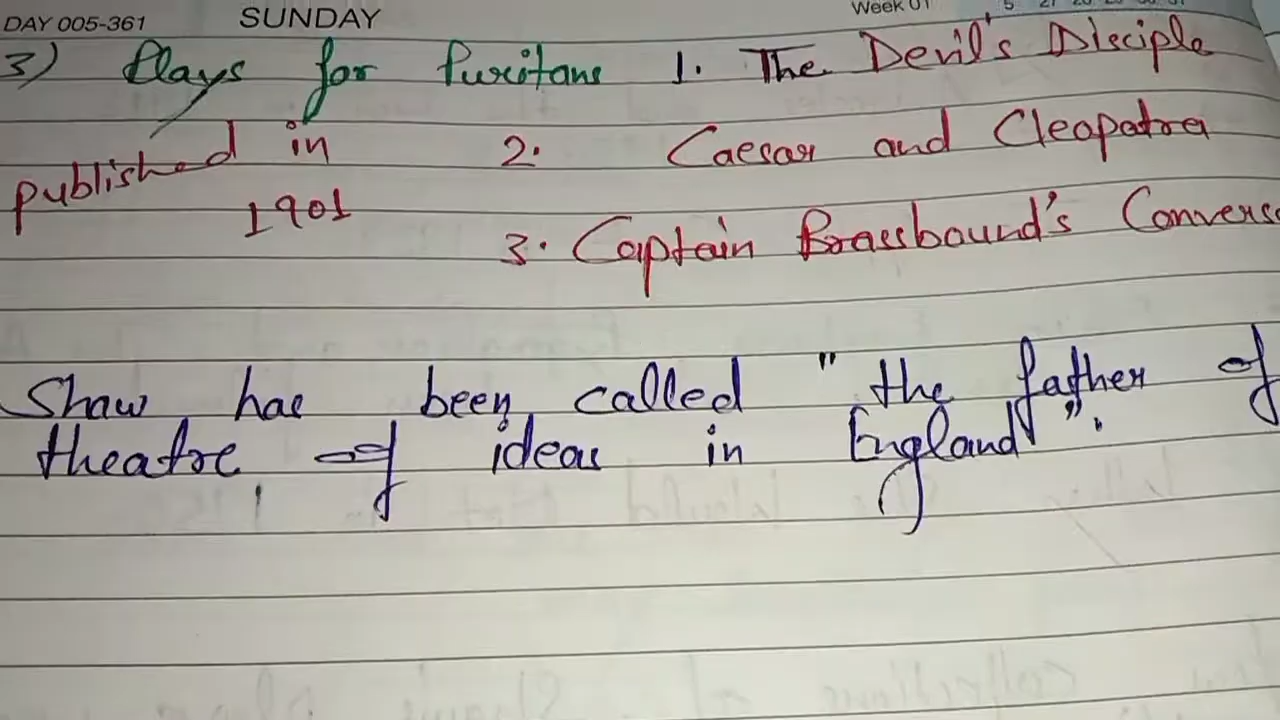 DAY 005-361 SUNDAY Week 01
3) Plays for Puritans 1. The Devil's Disciple
published in 2. Caesar and Cleopatra
1901 3. Captain Brassbound's Convers
Shaw has been called "the father of
theatre of ideas in England".